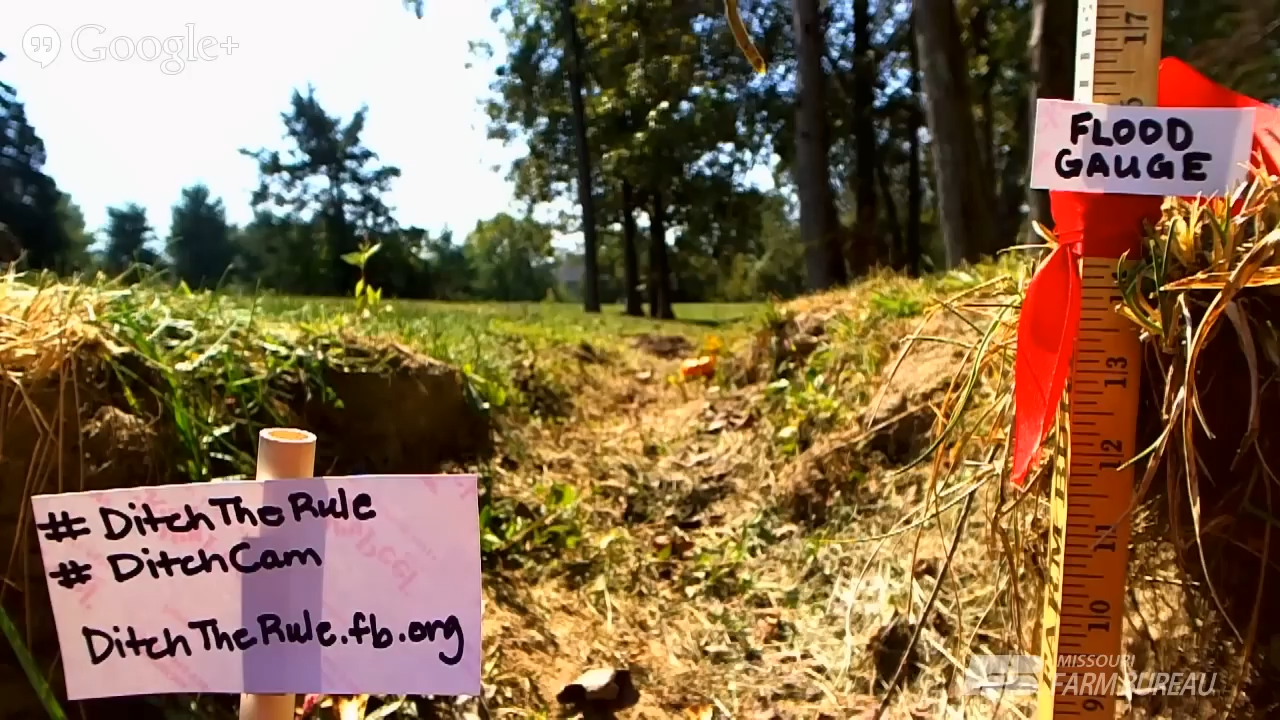 Google+
17
FLOOD
GAUGE
13
12
11
10
9
# DitchTheRule
# DitchCam
DitchTheRule.fb.org
MISSOURI
FARM BUREAU